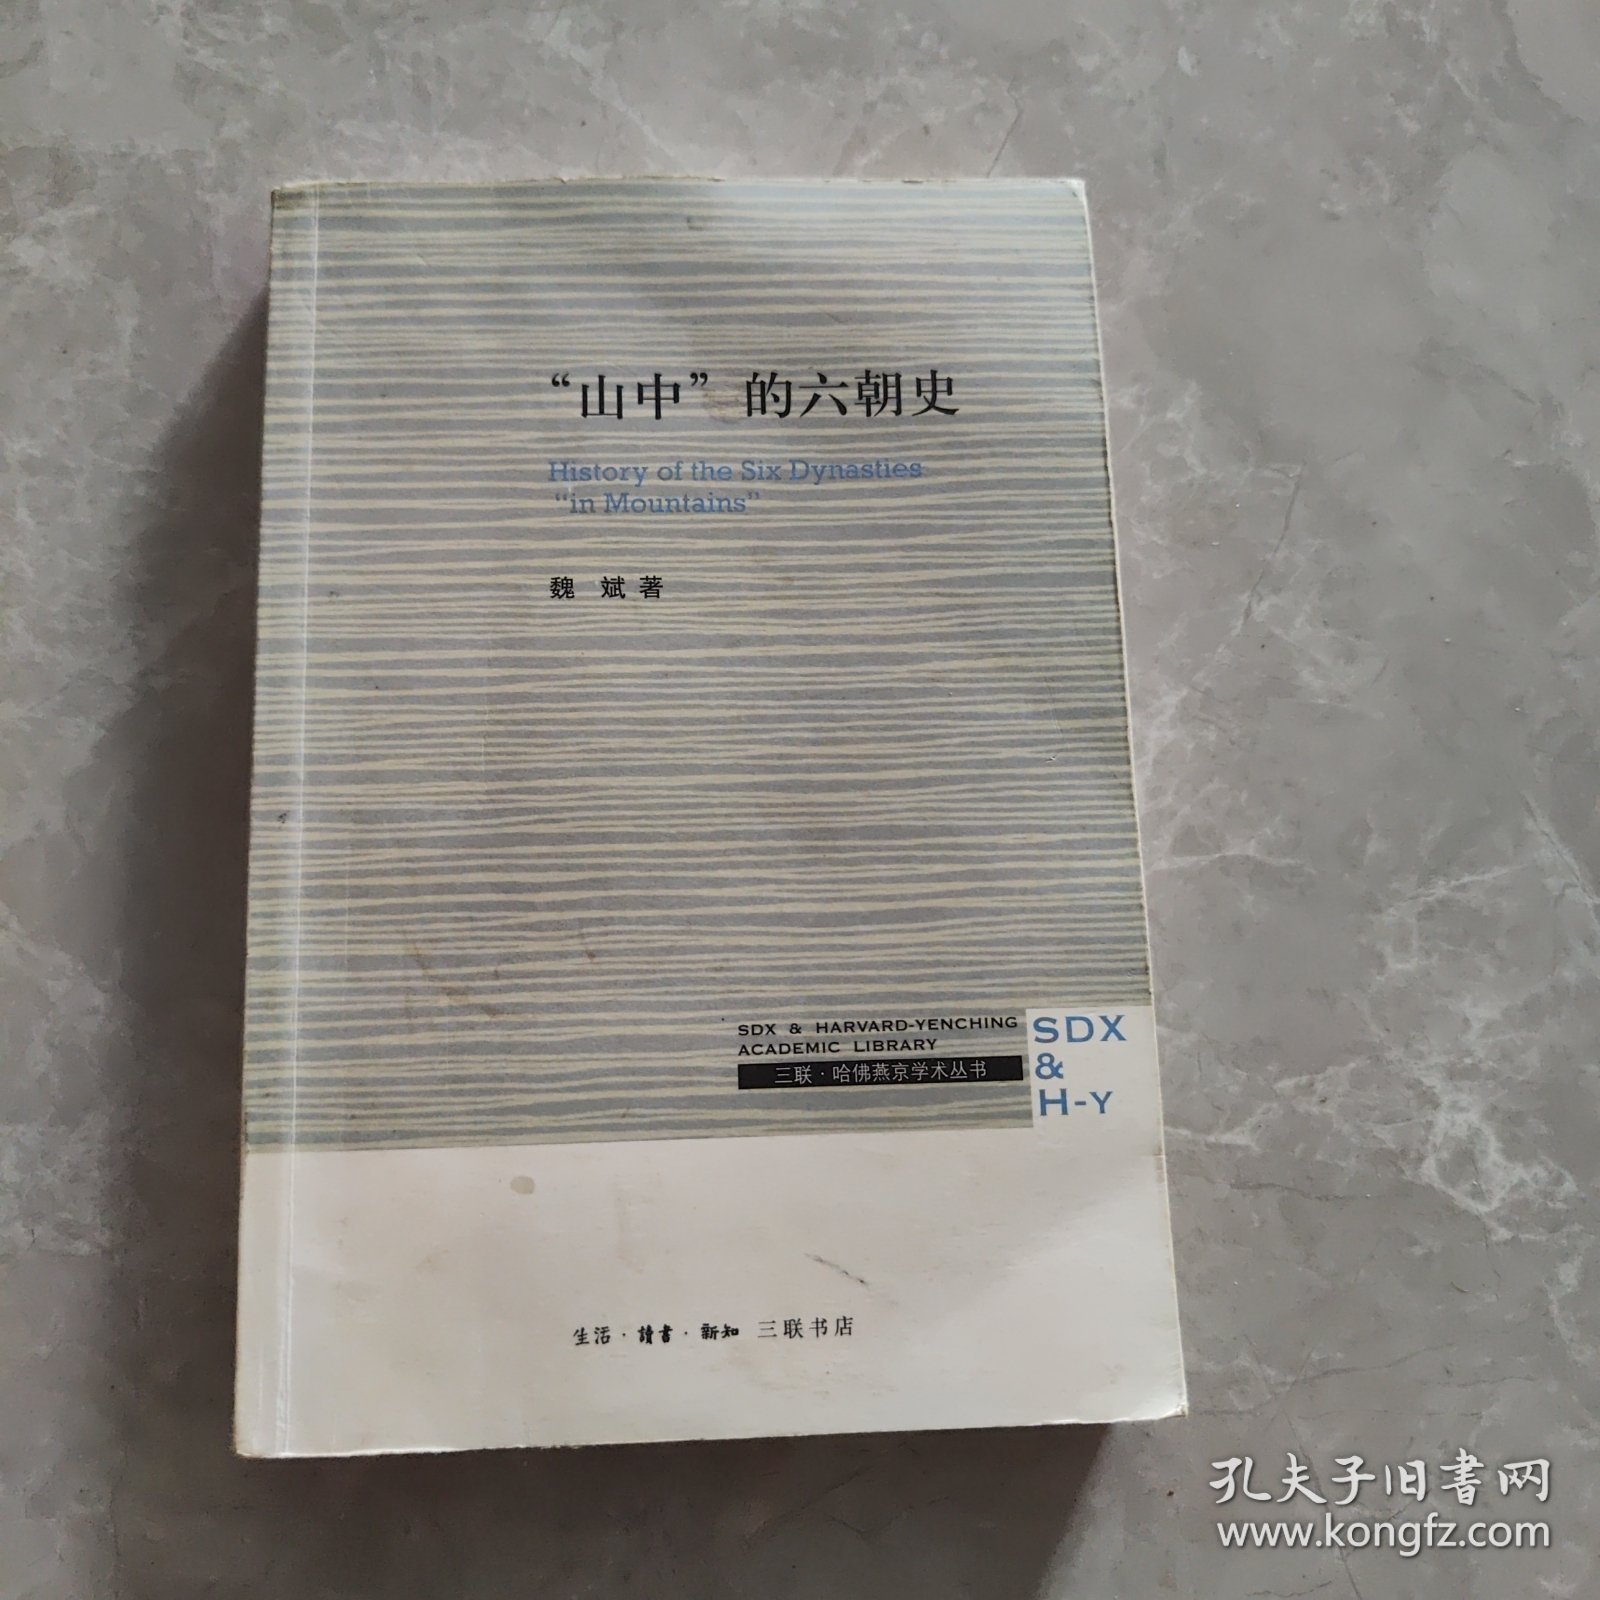 “山中”的六朝史
History of the Six Dynasties
“in Mountains”
魏 斌 著
SDX & HARVARD-YENCHING
ACADEMIC LIBRARY
三联·哈佛燕京学术丛书
SDX
&
H-Y
生活·讀書·新知 三联书店
孔夫子旧书网
www.kongfz.com